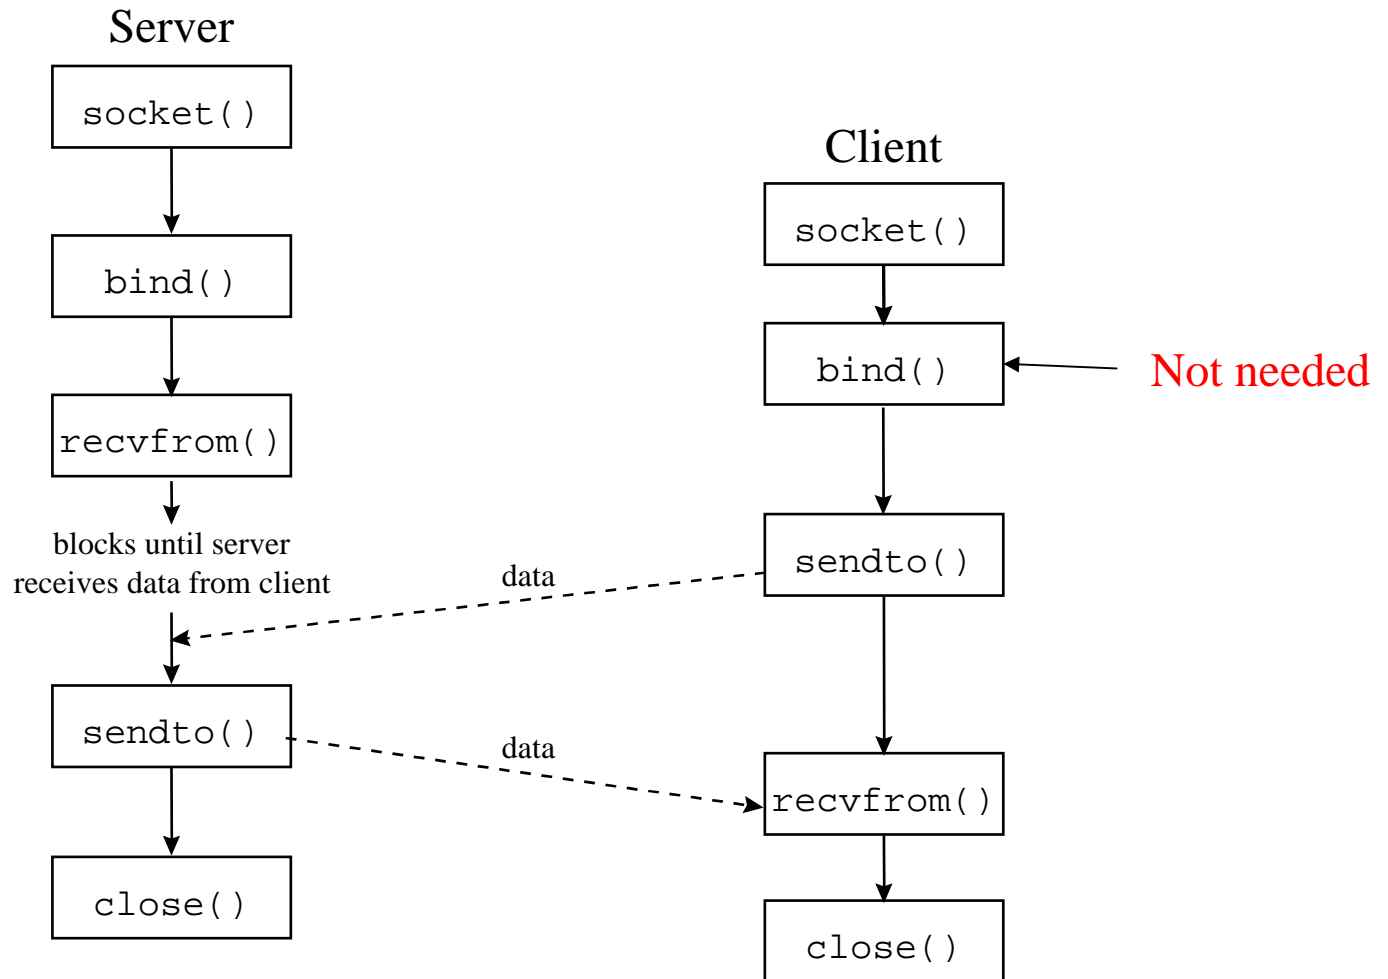 Server
socket()
bind()
recvfrom()
blocks until server
receives data from client
sendto()
close()
data
data
Client
socket()
bind()
Not needed
sendto()
recvfrom()
close()